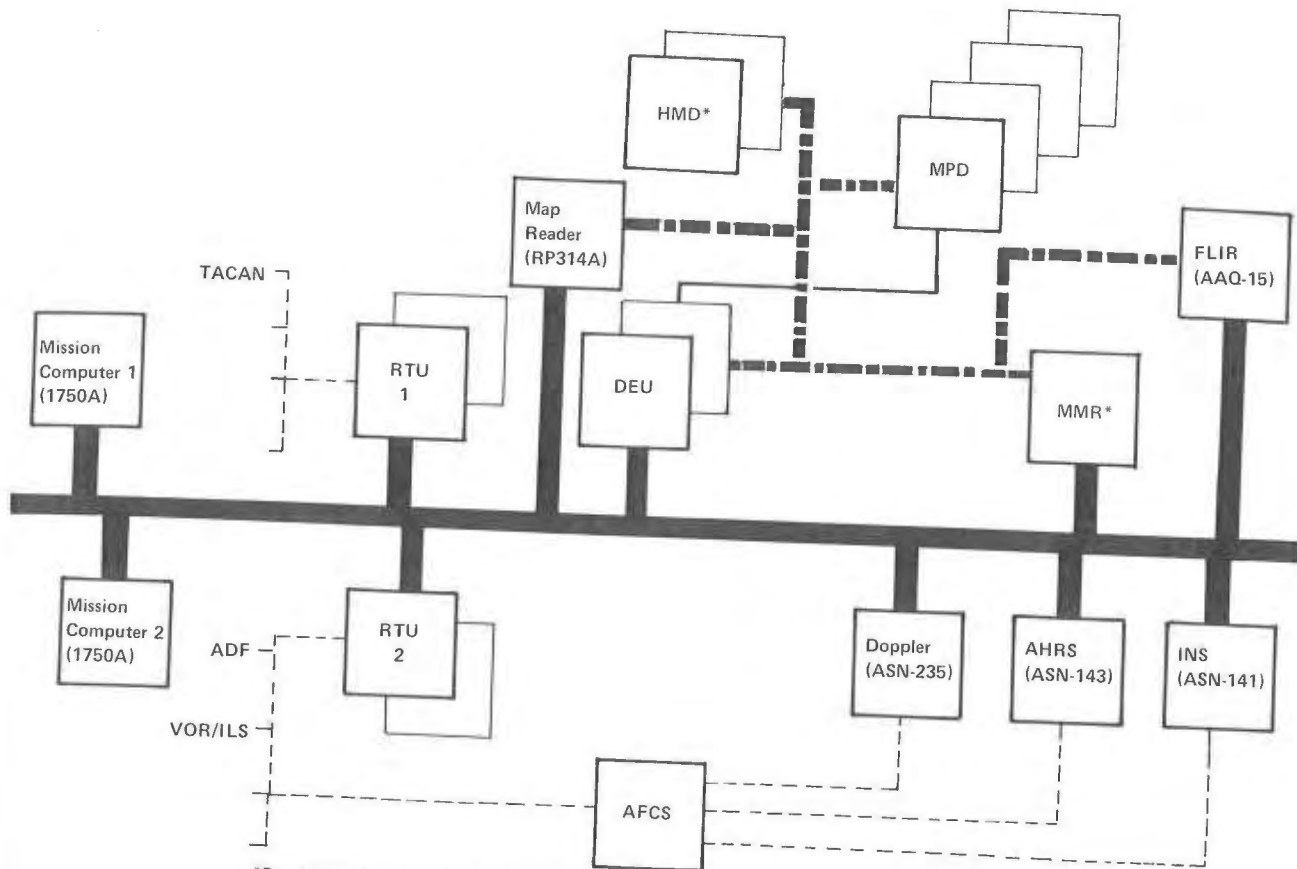 HMD*
MPD
Map
Reader
(RP314A)
FLIR
(AAQ-15)
TACAN
Mission
Computer 1
(1750A)
RTU
1
DEU
MMR*
Mission
Computer 2
(1750A)
RTU
2
ADF
VOR/ILS
Doppler
(ASN-235)
AHRS
(ASN-143)
INS
(ASN-141)
AFCS